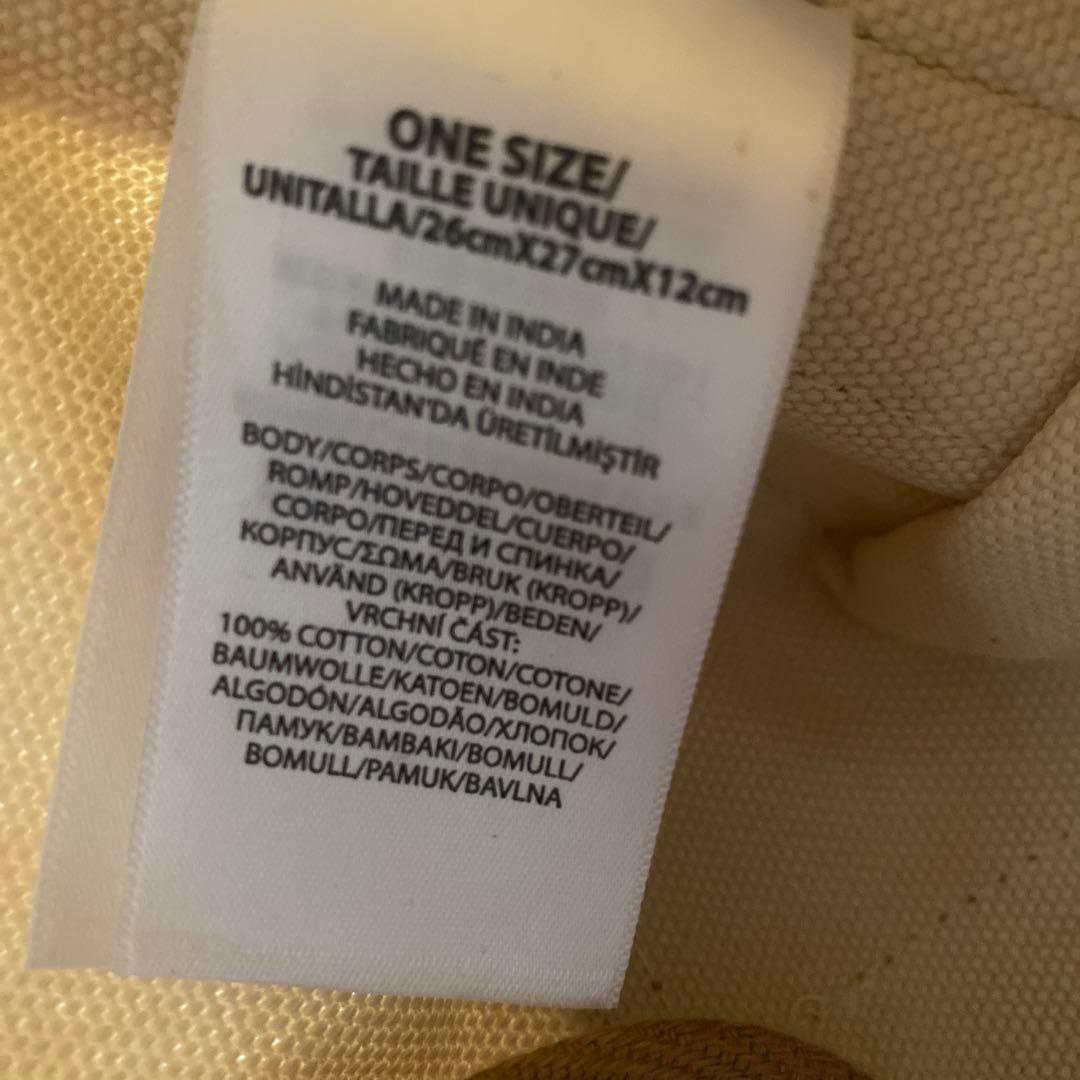 ONE SIZE/
TAILLE UNIQUE/
UNITALLA/26cmX27cmX12cm
MADE IN INDIA
FABRIQUÉ EN INDE
HECHO EN INDIA
HİNDİSTAN'DA ÜRETİLMİŞTİR
BODY/CORPS/CORPO/OBERTEIL/
ROMP/HOVEDDEL/CUERPO/
CORPO/ПЕРЕД И СПИНКА/
КОРПУС/ΣΩΜΑ/BRUK (KROPP)/
ANVÄND (KROPP)/BEDEN/
VRCHNÍ ČÁST:
100% COTTON/COTON/COTONE/
BAUMWOLLE/KATOEN/BOMULD/
ALGODÓN/ALGODÃO/ХЛОПОК/
ПАМУК/BAMBAKI/BOMULL/
BOMULL/PAMUK/BAVLNA